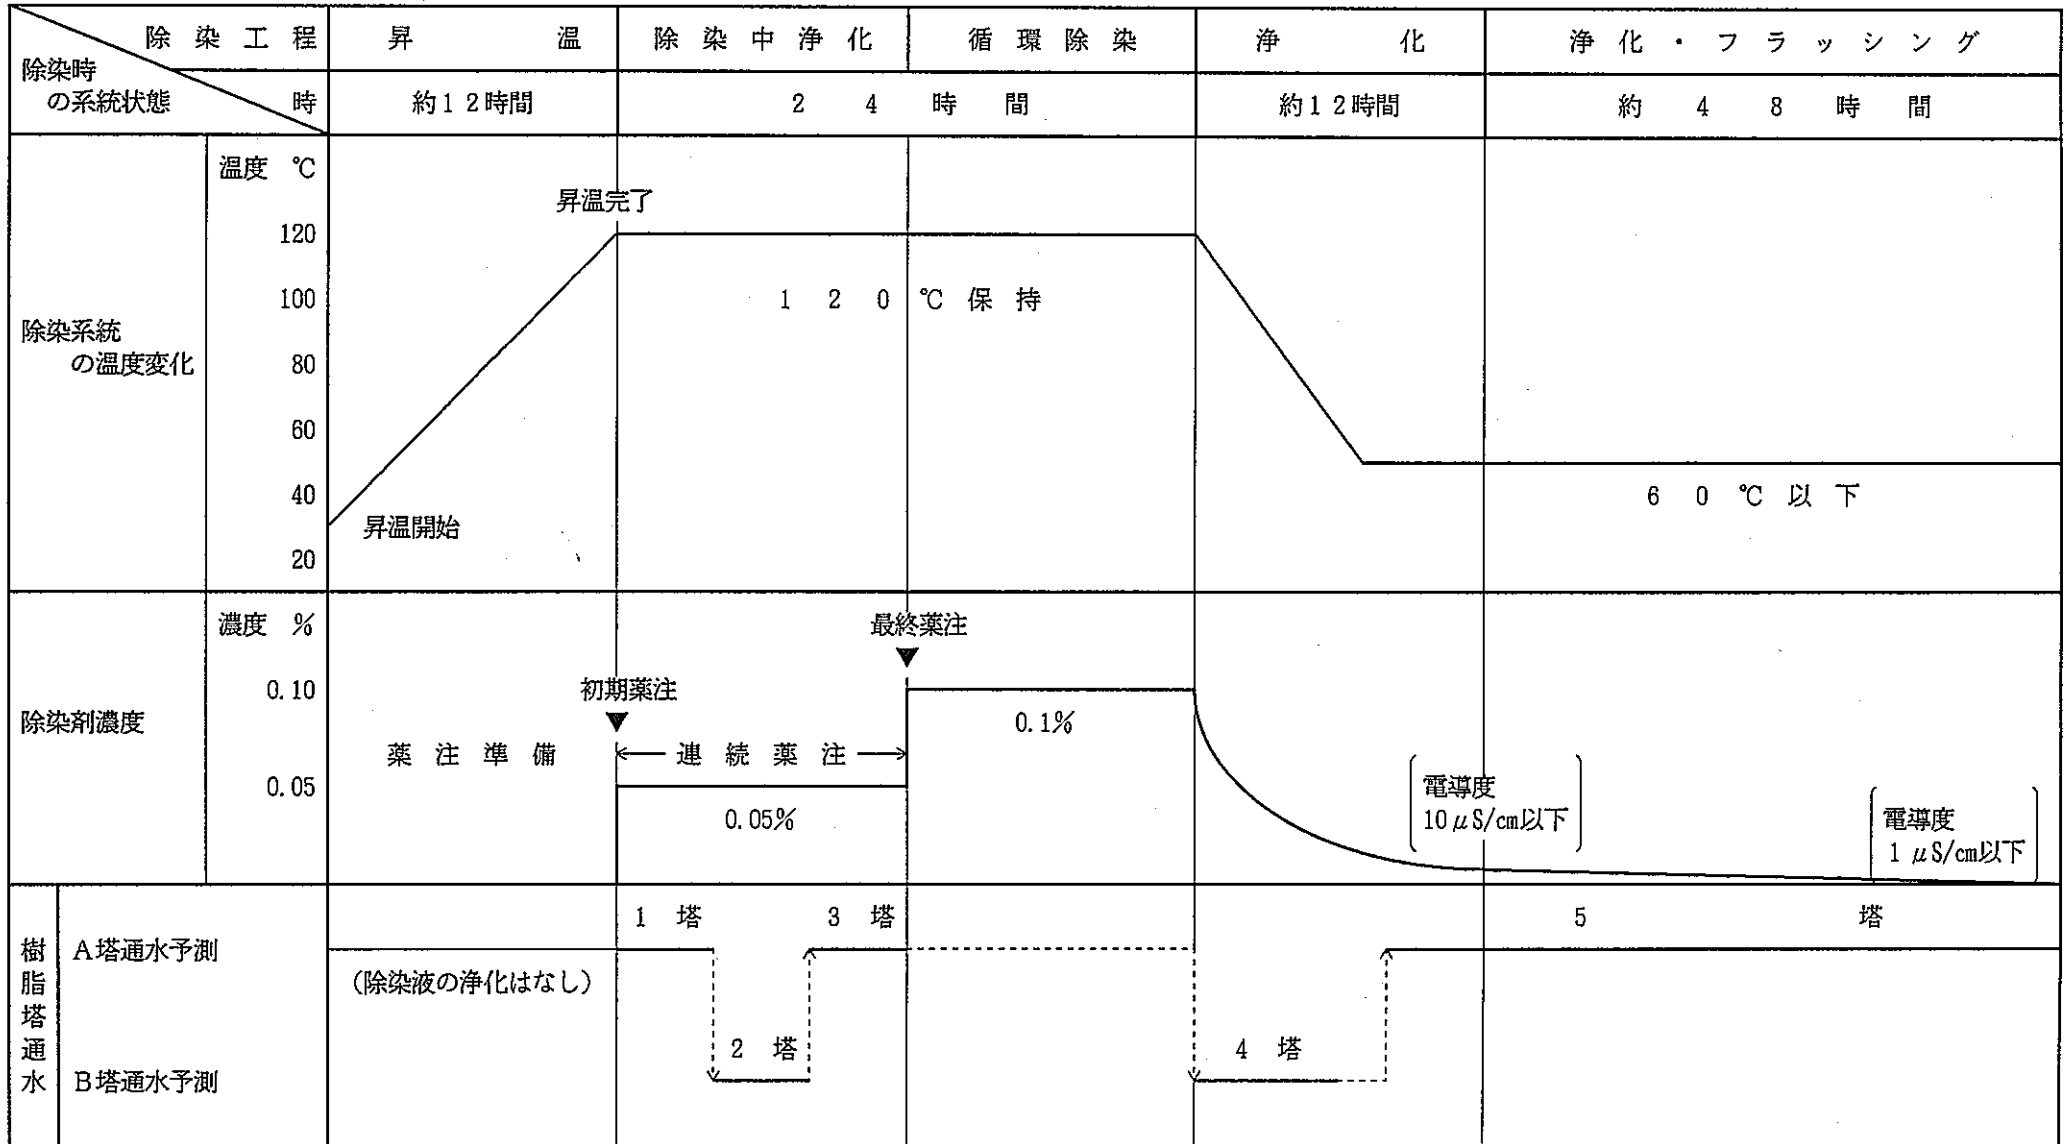 除染工程
昇温
除染中浄化
循環除染
浄化
浄化・フラッシング
除染時
の系統状態
時
約12時間
24時間
約12時間
約48時間
温度 ℃
昇温完了
120
100
120℃保持
除染系統
の温度変化
80
60
40
60℃以下
昇温開始
20
濃度 %
最終薬注
0.10
初期薬注
除染剤濃度
0.1%
薬注準備
連続薬注
0.05
0.05%
電導度
10μS/cm以下
電導度
1μS/cm以下
1塔
3塔
5塔
樹脂塔通水
A塔通水予測
(除染液の浄化はなし)
2塔
4塔
B塔通水予測